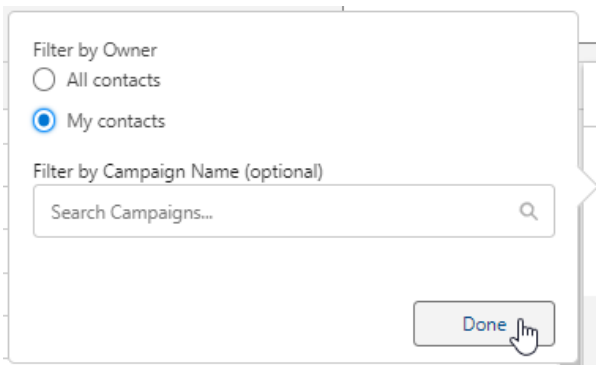 Filter by Owner
All contacts
My contacts
Filter by Campaign Name (optional)
Search Campaigns...
Done